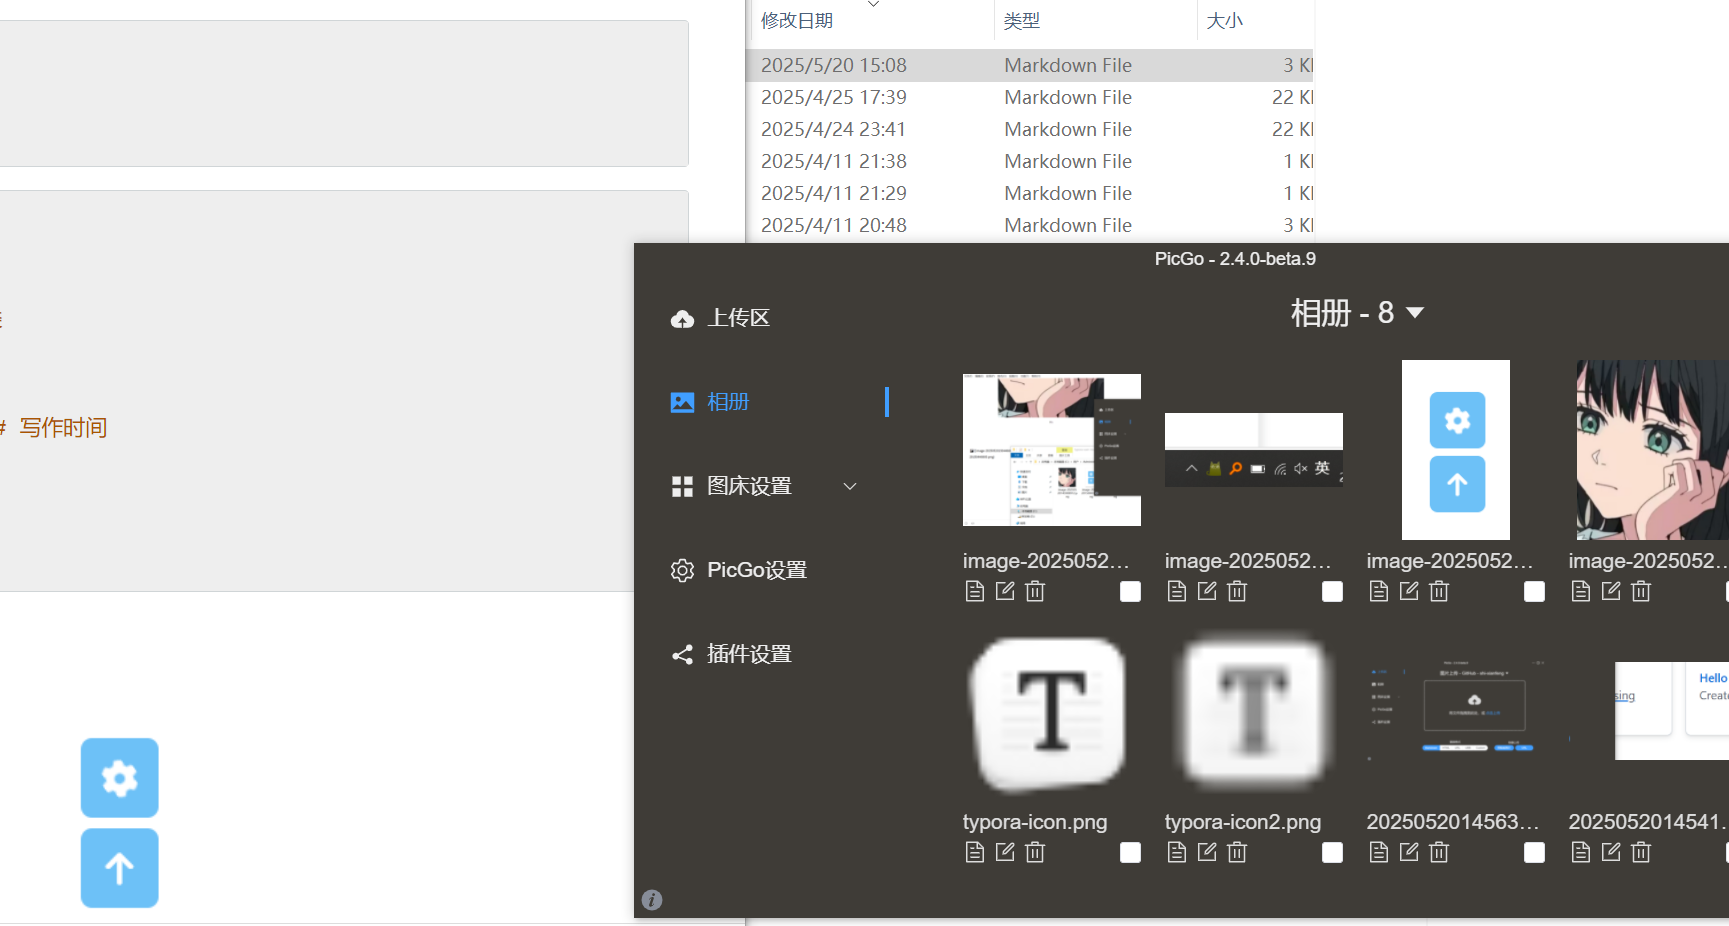 修改日期 类型 大小
2025/5/20 15:08 Markdown File 3
2025/4/25 17:39 Markdown File 22
2025/4/24 23:41 Markdown File 22
2025/4/11 21:38 Markdown File 1
2025/4/11 21:29 Markdown File 1
2025/4/11 20:48 Markdown File 3
# 写作时间
PicGo - 2.4.0-beta.9
上传区
相册
图床设置
PicGo设置
插件设置
相册 - 8
英
image-2025052... image-2025052... image-2025052... image-2025052...
T T
sing
Hello
Create
typora-icon.png typora-icon2.png 2025052014563... 2025052014541...